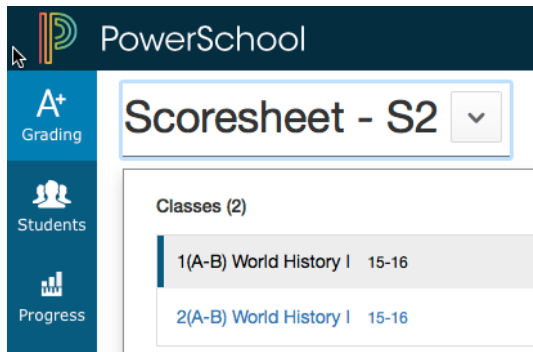 PowerSchool
A+
Grading
Scoresheet - S2
Students
Classes (2)
1(A-B) World History I 15-16
Progress
2(A-B) World History I 15-16